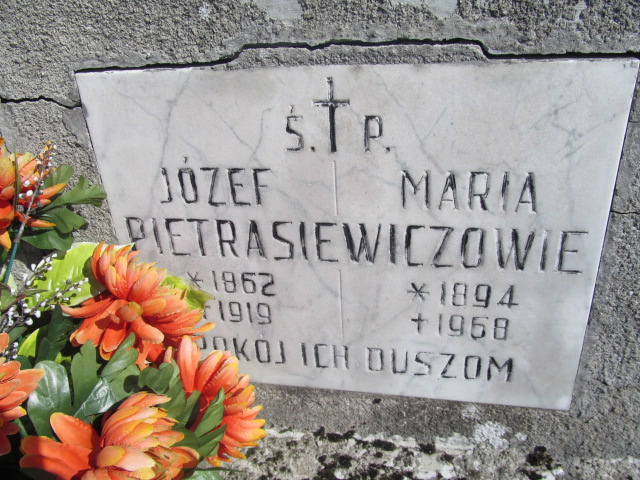 Ś.✝P.
JÓZEF MARIA
PIETRASIEWICZOWIE
*1862 *1894
+1919 +1968
POKÓJ ICH DUSZOM